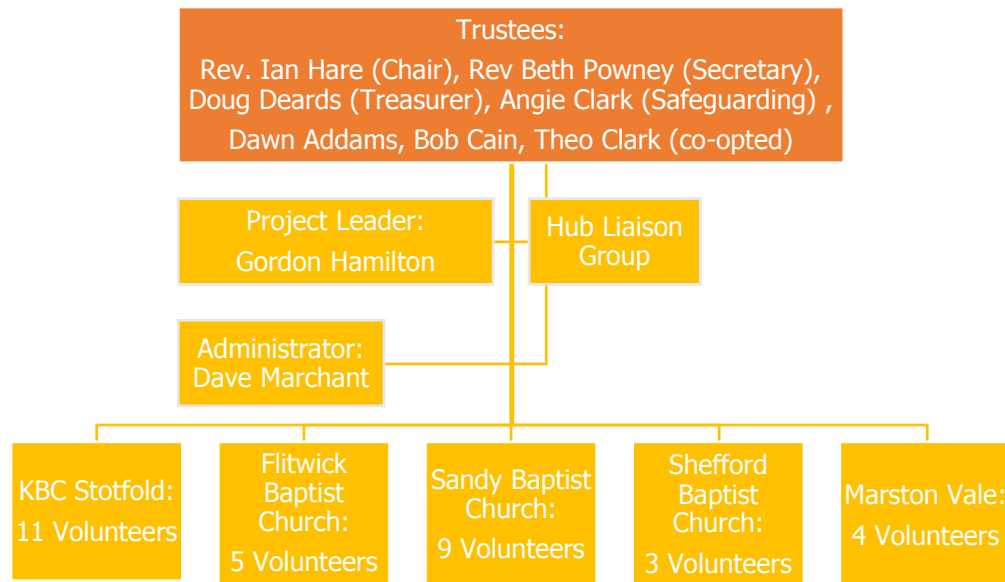 Trustees:
Rev. Ian Hare (Chair), Rev Beth Powney (Secretary),
Doug Deards (Treasurer), Angie Clark (Safeguarding) ,
Dawn Addams, Bob Cain, Theo Clark (co-opted)
Project Leader:
Gordon Hamilton
Hub Liaison
Group
Administrator:
Dave Marchant
KBC Stotfold:
11 Volunteers
Flitwick
Baptist
Church:
5 Volunteers
Sandy Baptist
Church:
9 Volunteers
Shefford
Baptist
Church:
3 Volunteers
Marston Vale:
4 Volunteers